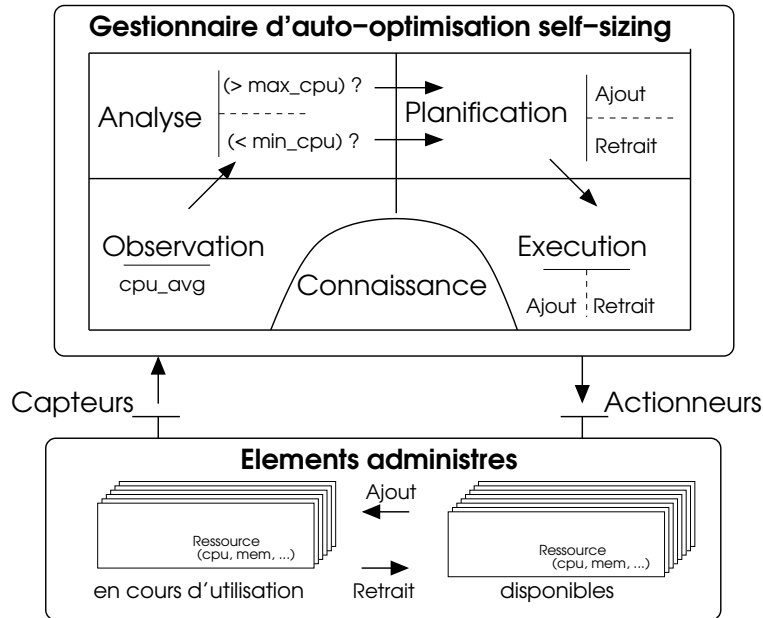 Gestionnaire d'auto-optimisation self-sizing
Analyse
(> max_cpu) ?
(< min_cpu) ?
Planification
Ajout
Retrait
Observation
cpu_avg
Connaissance
Execution
Ajout
Retrait
Capteurs
Actionneurs
Elements administres
Ressource
(cpu, mem, ...)
en cours d'utilisation
Ajout
Retrait
Ressource
(cpu, mem, ...)
disponibles